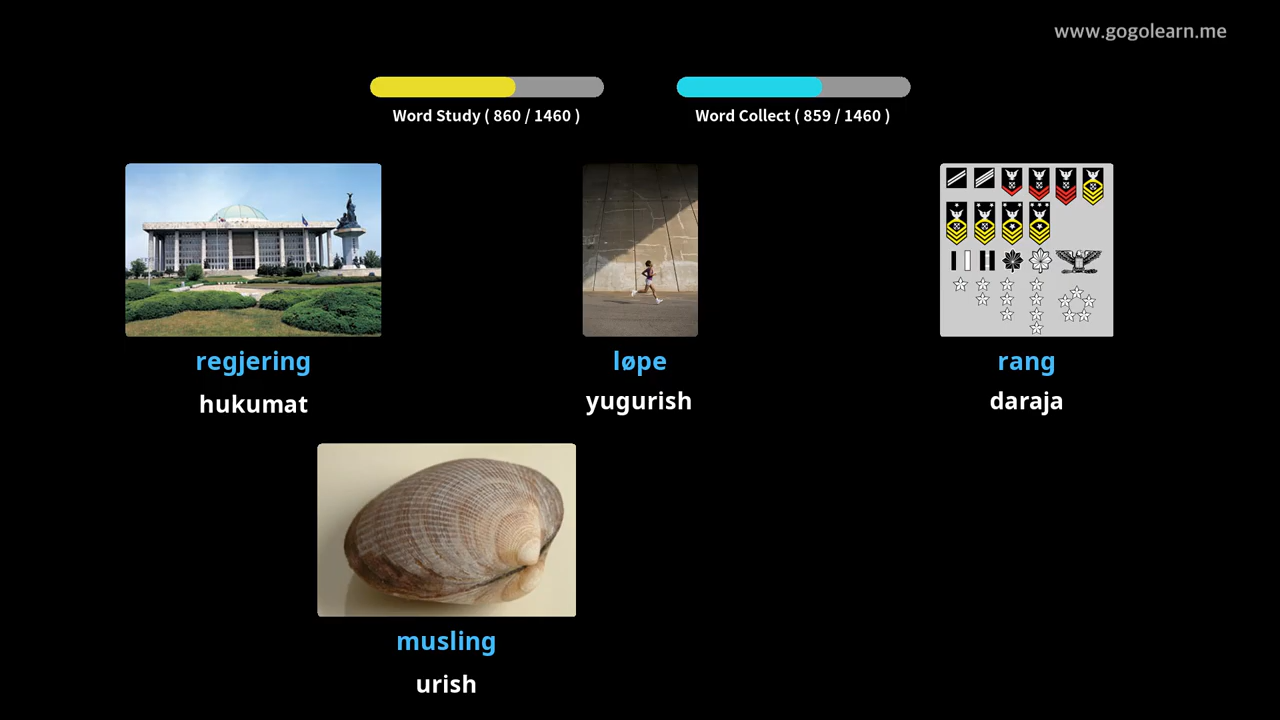 www.gogolearn.me
Word Study ( 860 / 1460 )
Word Collect ( 859 / 1460 )
regjering
løpe
rang
hukumat
yugurish
daraja
musling
urish